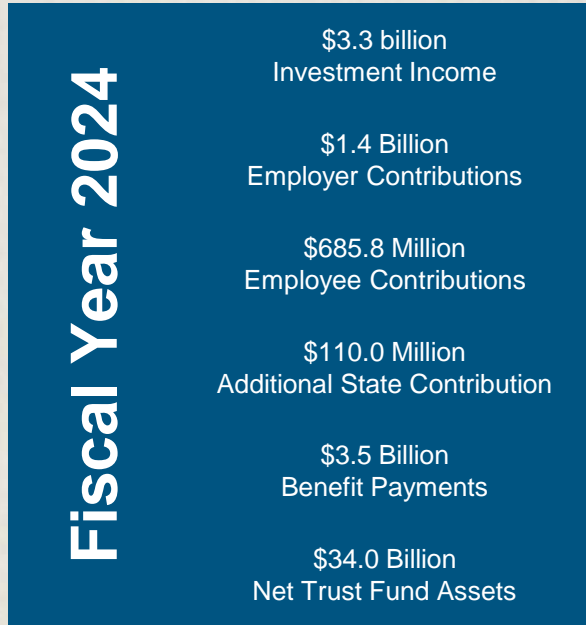 Fiscal Year 2024
$3.3 billion
Investment Income
$1.4 Billion
Employer Contributions
$685.8 Million
Employee Contributions
$110.0 Million
Additional State Contribution
$3.5 Billion
Benefit Payments
$34.0 Billion
Net Trust Fund Assets